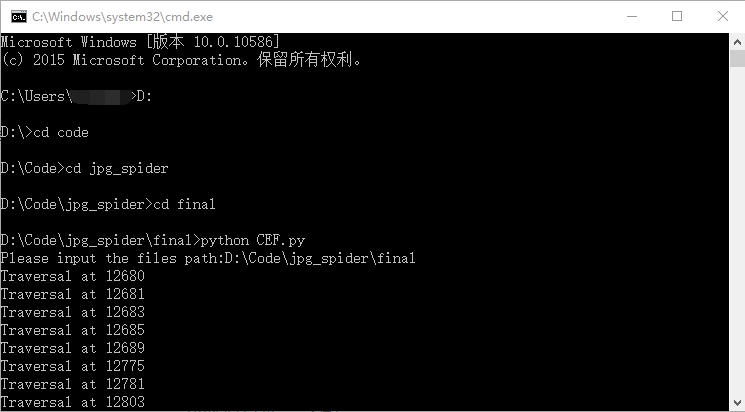 C:\Windows\system32\cmd.exe
Microsoft Windows [版本 10.0.10586]
(c) 2015 Microsoft Corporation。保留所有权利。
C:\Users\>D:
D:\>cd code
D:\Code>cd jpg_spider
D:\Code\jpg_spider>cd final
D:\Code\jpg_spider\final>python CEF.py
Please input the files path:D:\Code\jpg_spider\final
Traversal at 12680
Traversal at 12681
Traversal at 12683
Traversal at 12685
Traversal at 12689
Traversal at 12775
Traversal at 12781
Traversal at 12803